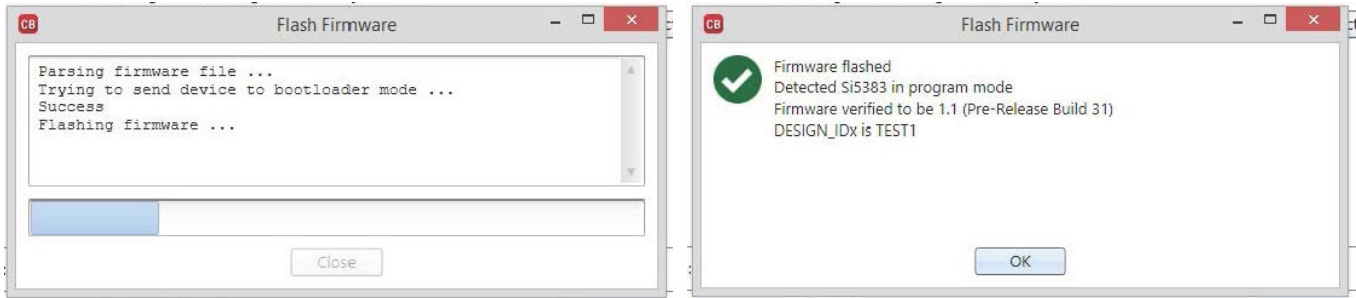 CB Flash Firmware
Parsing firmware file ...
Trying to send device to bootloader mode ...
Success
Flashing firmware ...
Close
CB Flash Firmware
Firmware flashed
Detected Si5383 in program mode
Firmware verified to be 1.1 (Pre-Release Build 31)
DESIGN_IDx is TEST1
OK